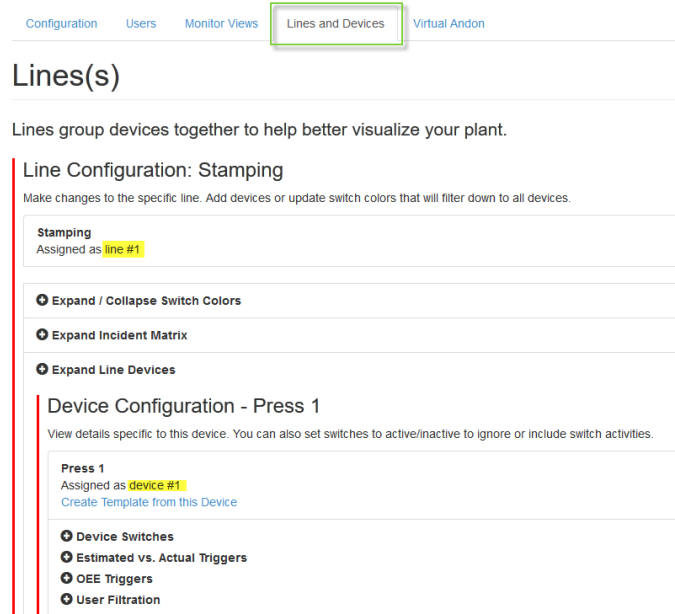 Configuration Users Monitor Views Lines and Devices Virtual Andon
Lines(s)
Lines group devices together to help better visualize your plant.
Line Configuration: Stamping
Make changes to the specific line. Add devices or update switch colors that will filter down to all devices.
Stamping
Assigned as line #1
Expand / Collapse Switch Colors
Expand Incident Matrix
Expand Line Devices
Device Configuration - Press 1
View details specific to this device. You can also set switches to active/inactive to ignore or include switch activities.
Press 1
Assigned as device #1
Create Template from this Device
Device Switches
Estimated vs. Actual Triggers
OEE Triggers
User Filtration